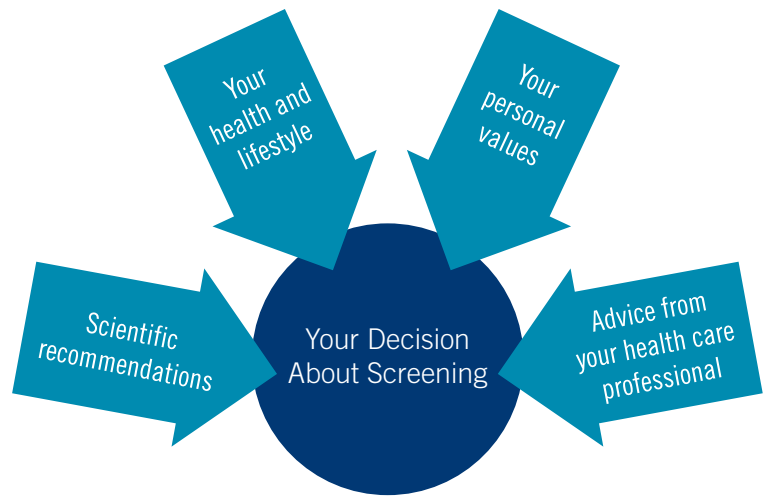 Your
health and
lifestyle
Your
personal
values
Scientific
recommendations
Your Decision
About Screening
Advice from
your health care
professional